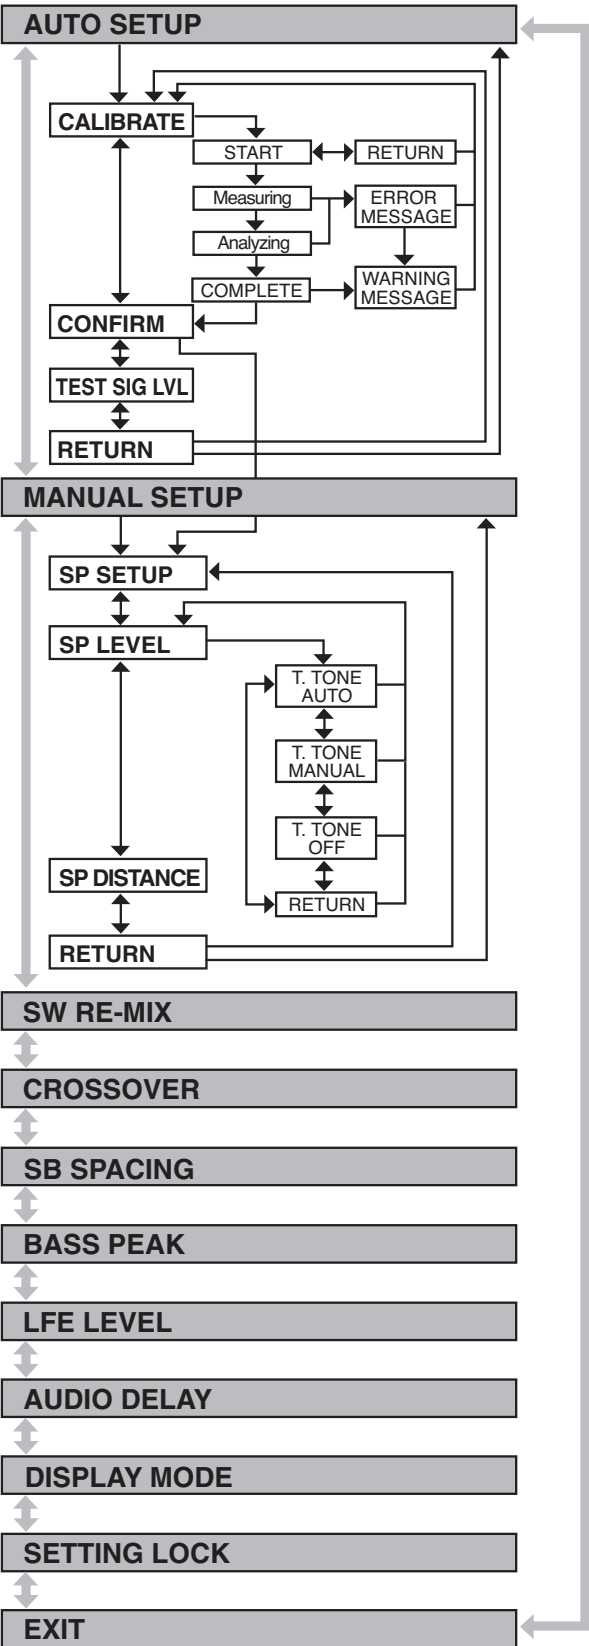 AUTO SETUP
CALIBRATE
START
RETURN
Measuring
ERROR
MESSAGE
Analyzing
COMPLETE
WARNING
MESSAGE
CONFIRM
TEST SIG LVL
RETURN
MANUAL SETUP
SP SETUP
SP LEVEL
T. TONE
AUTO
T. TONE
MANUAL
T. TONE
OFF
SP DISTANCE
RETURN
RETURN
SW RE-MIX
CROSSOVER
SB SPACING
BASS PEAK
LFE LEVEL
AUDIO DELAY
DISPLAY MODE
SETTING LOCK
EXIT